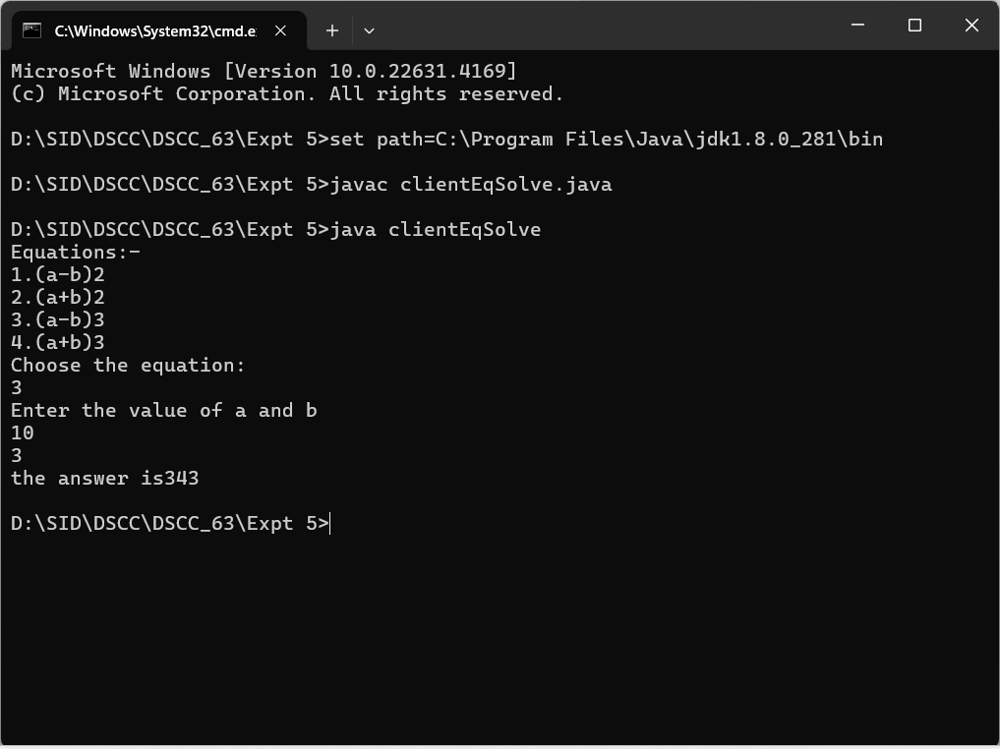 C:\Windows\System32\cmd.e
Microsoft Windows [Version 10.0.22631.4169]
(c) Microsoft Corporation. All rights reserved.
D:\SID\DSCC\DSCC_63\Expt 5>set path=C:\Program Files\Java\jdk1.8.0_281\bin
D:\SID\DSCC\DSCC_63\Expt 5>javac clientEqSolve.java
D:\SID\DSCC\DSCC_63\Expt 5>java clientEqSolve
Equations:-
1.(a-b)2
2.(a+b)2
3.(a-b)3
4.(a+b)3
Choose the equation:
3
Enter the value of a and b
10
3
the answer is343
D:\SID\DSCC\DSCC_63\Expt 5>